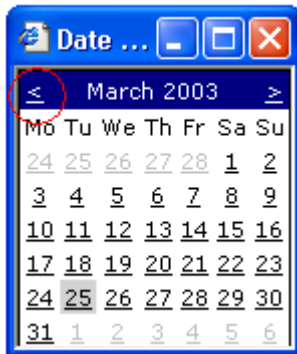 Date ...
< March 2003 >
Mo Tu We Th Fr Sa Su
24 25 26 27 28 1 2
3 4 5 6 7 8 9
10 11 12 13 14 15 16
17 18 19 20 21 22 23
24 25 26 27 28 29 30
31 1 2 3 4 5 6